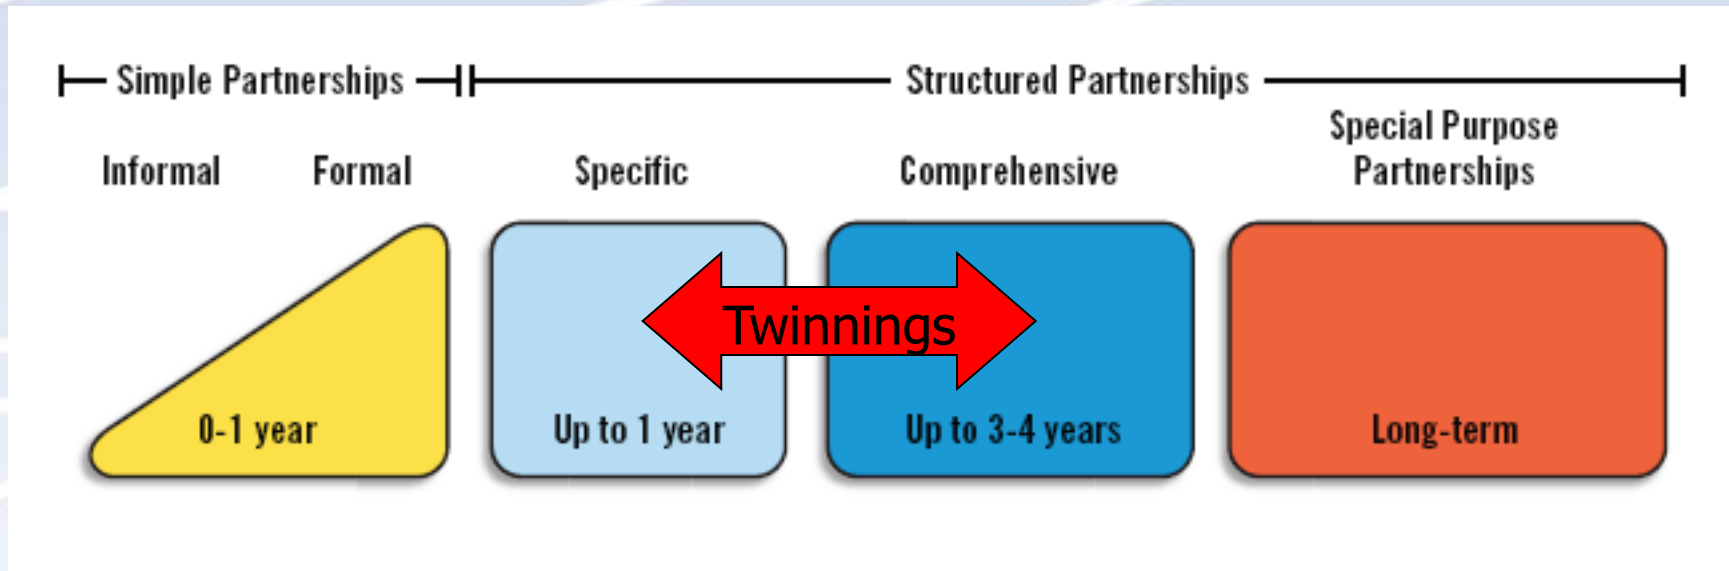 Simple Partnerships
Structured Partnerships
Informal
Formal
Specific
Comprehensive
Special Purpose
Partnerships
Twinnings
0-1 year
Up to 1 year
Up to 3-4 years
Long-term